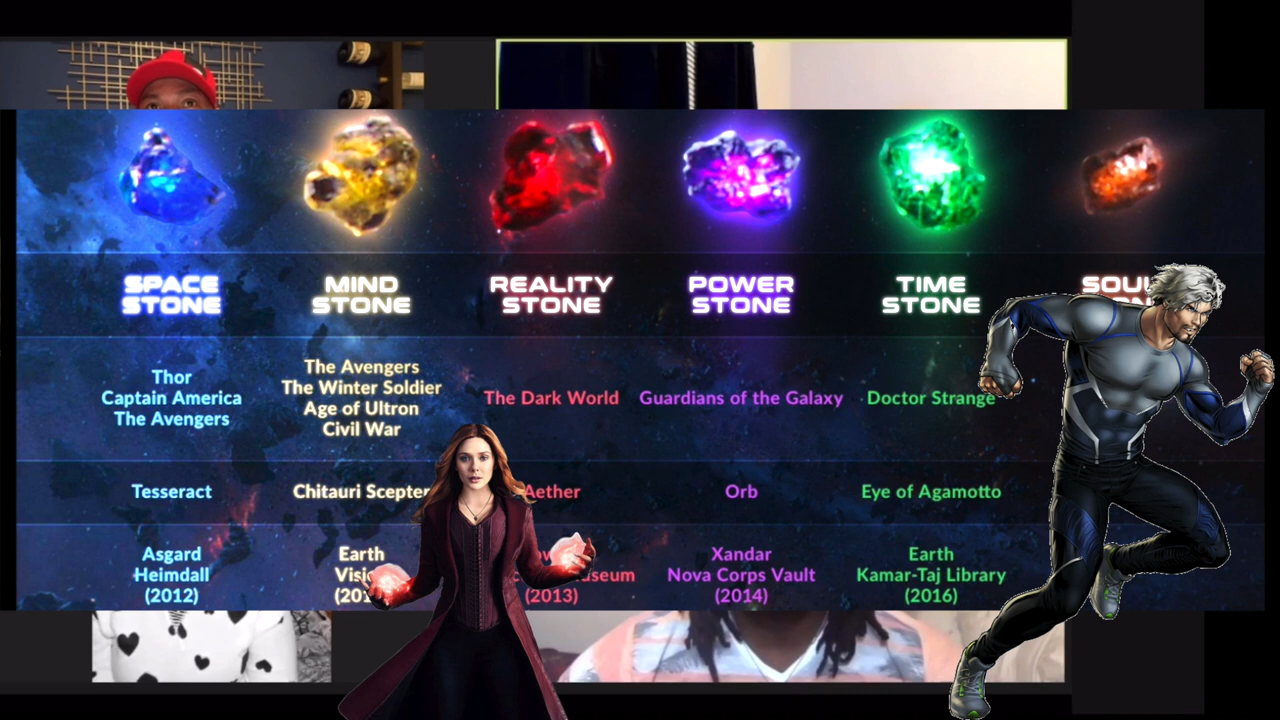 SPACE
STONE
MIND
STONE
REALITY
STONE
POWER
STONE
TIME
STONE
Thor
Captain America
The Avengers
The Avengers
The Winter Soldier
Age of Ultron
Civil War
The Dark World
Guardians of the Galaxy
Doctor Strange
Tesseract
Chitauri Scepter
Aether
Orb
Eye of Agamotto
Asgard
Heimdall
(2012)
Earth
(2013)
Xandar
Nova Corps Vault
(2014)
Earth
Kamar-Taj Library
(2016)